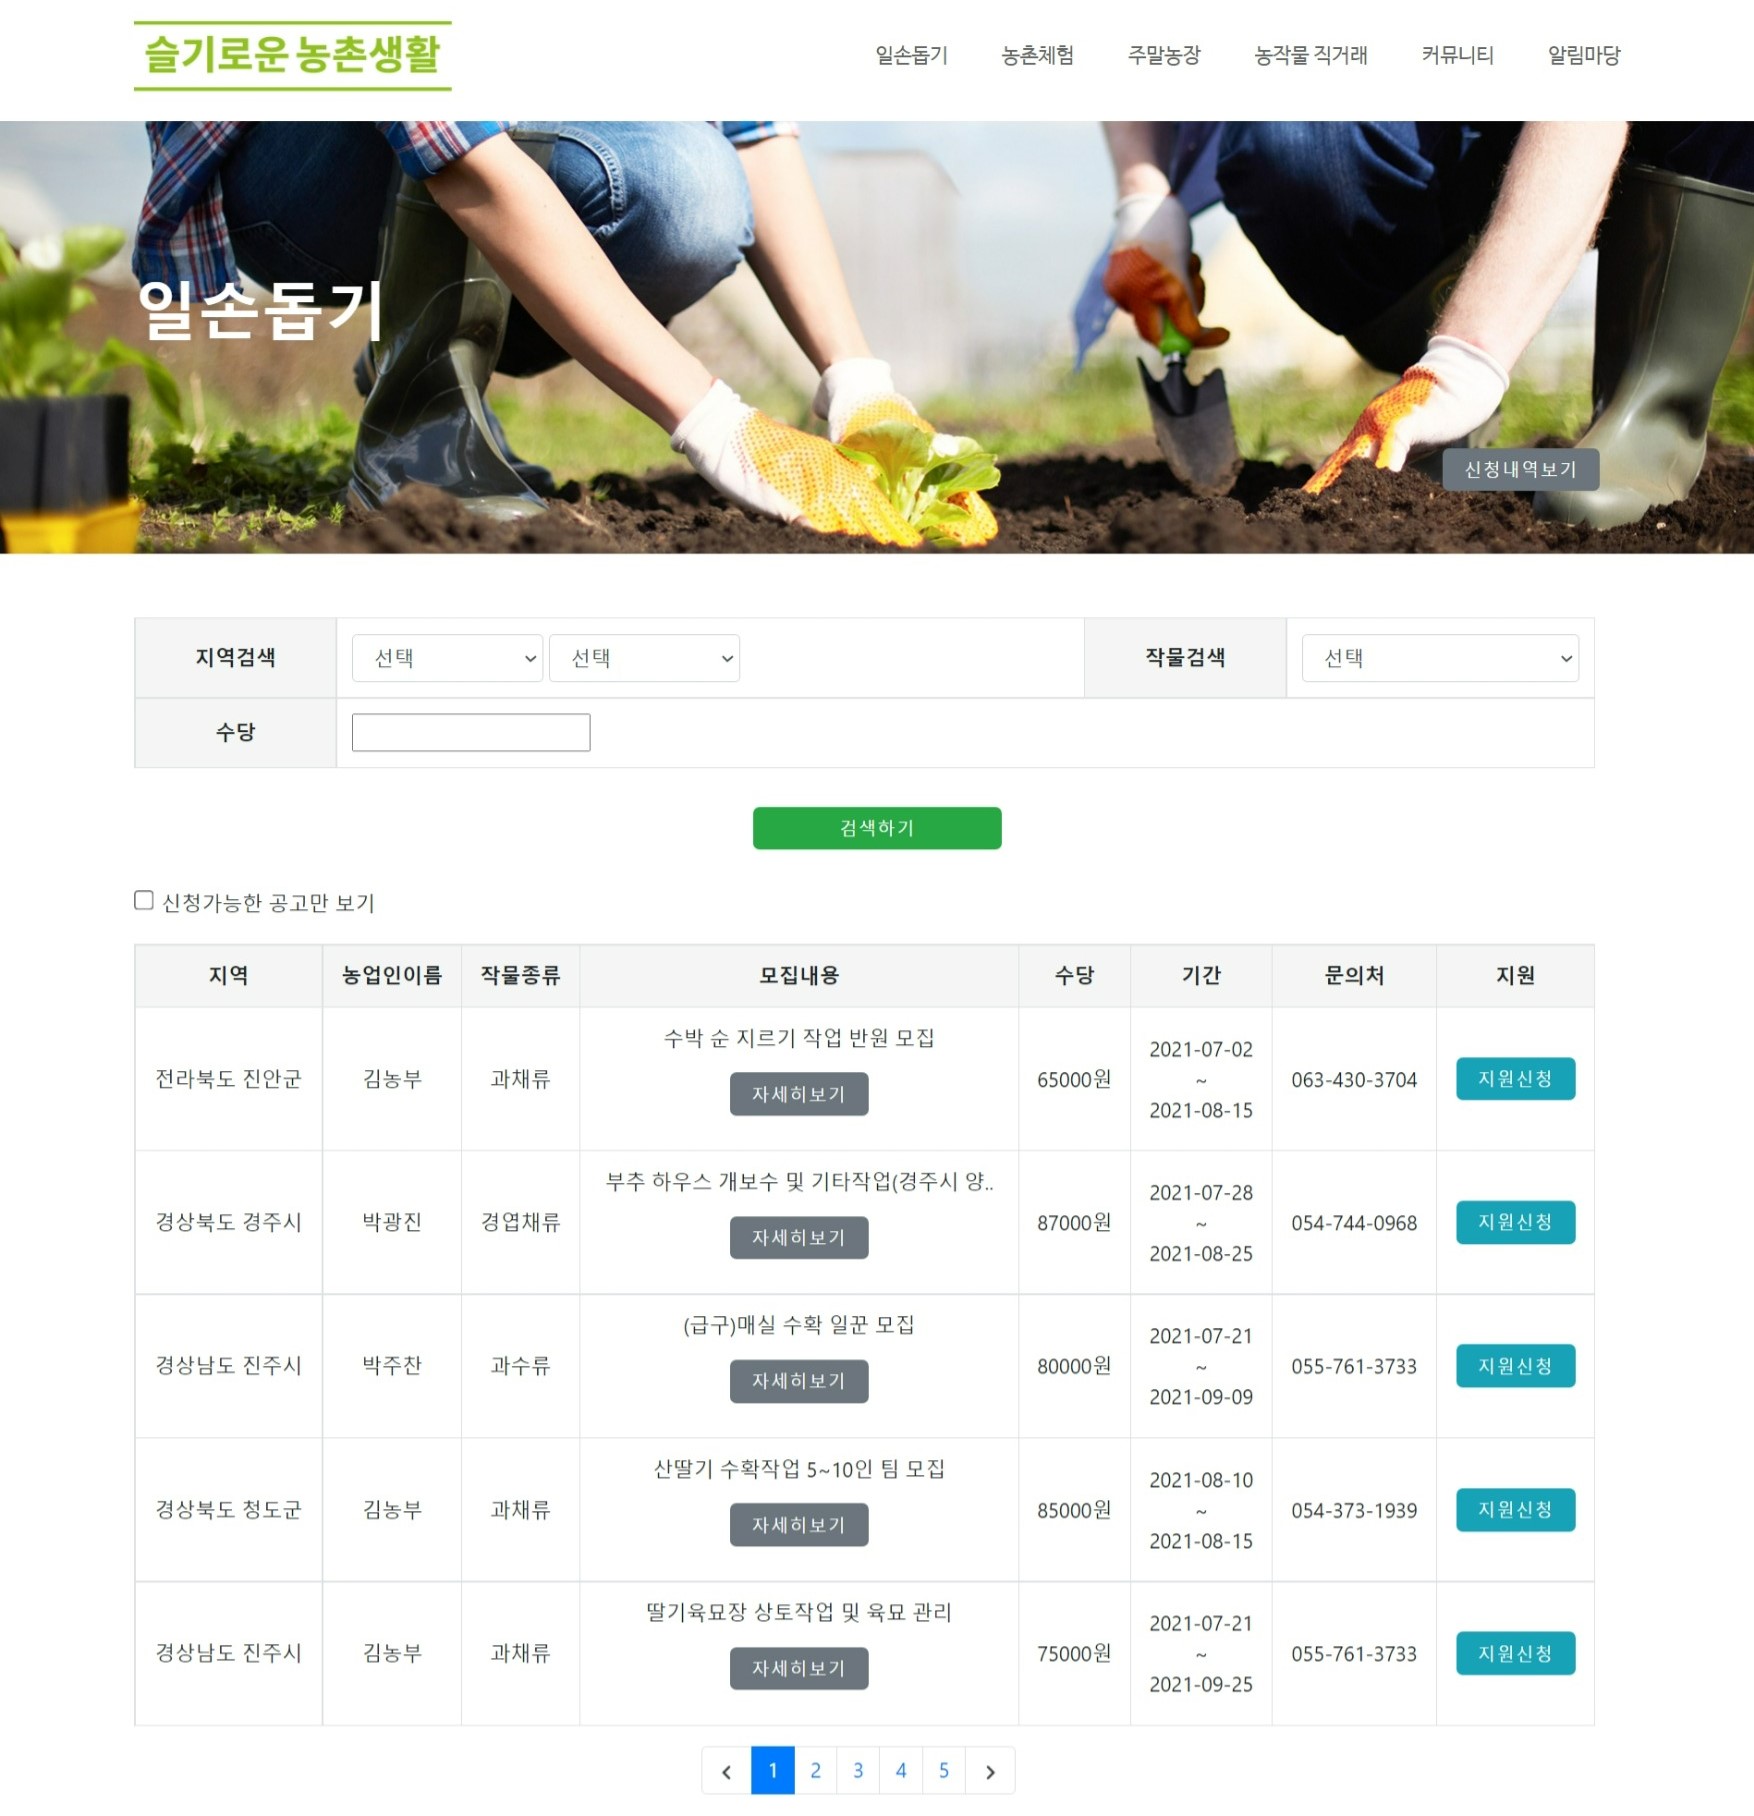 슬기로운 농촌생활
일손돕기 농촌체험 주말농장 농작물 직거래 커뮤니티 알림마당
일손돕기
신청내역보기
지역검색 선택 선택 작물검색 선택
수당
검색하기
신청가능한 공고만 보기
지역 농업인이름 작물종류 모집내용 수당 기간 문의처 지원
수박 순 지르기 작업 반원 모집
전라북도 진안군 김농부 과채류 자세히보기 65000원 2021-07-02 ~ 2021-08-15 063-430-3704 지원신청
부추 하우스 개보수 및 기타작업(경주시 양..
경상북도 경주시 박광진 경엽채류 자세히보기 87000원 2021-07-28 ~ 2021-08-25 054-744-0968 지원신청
(급구)매실 수확 일꾼 모집
경상남도 진주시 박주찬 과수류 자세히보기 80000원 2021-07-21 ~ 2021-09-09 055-761-3733 지원신청
산딸기 수확작업 5~10인 팀 모집
경상북도 청도군 김농부 과채류 자세히보기 85000원 2021-08-10 ~ 2021-08-15 054-373-1939 지원신청
딸기육묘장 상토작업 및 육묘 관리
경상남도 진주시 김농부 과채류 자세히보기 75000원 2021-07-21 ~ 2021-09-25 055-761-3733 지원신청
1 2 3 4 5